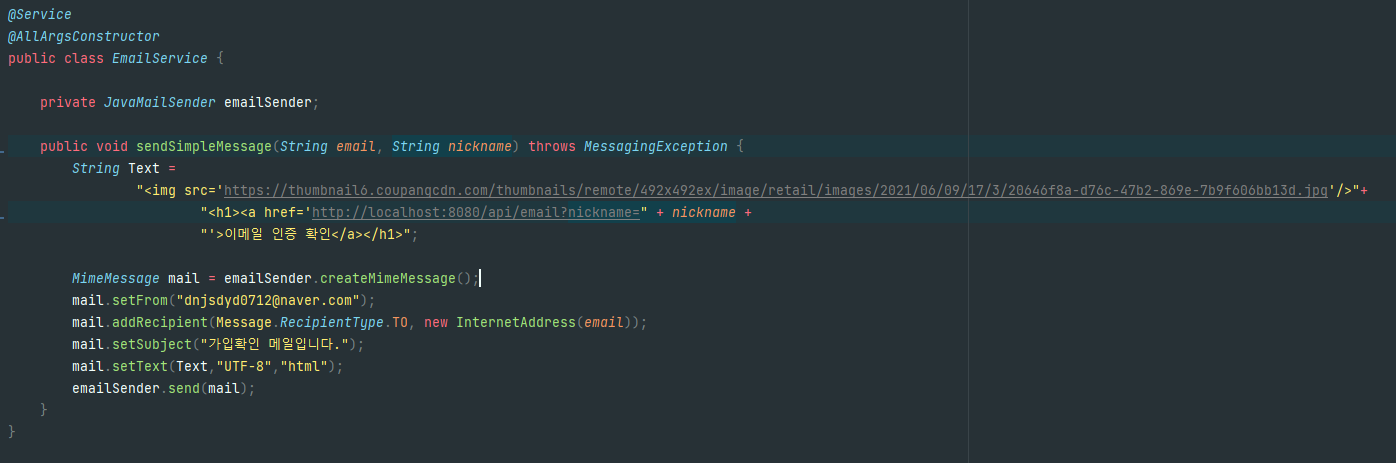 @Service
@AllArgsConstructor
public class EmailService {
private JavaMailSender emailSender;
public void sendSimpleMessage(String email, String nickname) throws MessagingException {
String Text =
"<img src='https://thumbnail6.coupangcdn.com/thumbnails/remote/492x492ex/image/retail/images/2021/06/09/17/3/20646f8a-d76c-47b2-869e-7b9f606bb13d.jpg'/>"+
"<h1><a href='http://localhost:8080/api/email?nickname=" + nickname +
"'>이메일 인증 확인</a></h1>";
MimeMessage mail = emailSender.createMimeMessage();
mail.setFrom("dnjsdyd0712@naver.com");
mail.addRecipient(Message.RecipientType.TO, new InternetAddress(email));
mail.setSubject("가입확인 메일입니다.");
mail.setText(Text,"UTF-8","html");
emailSender.send(mail);
}
}